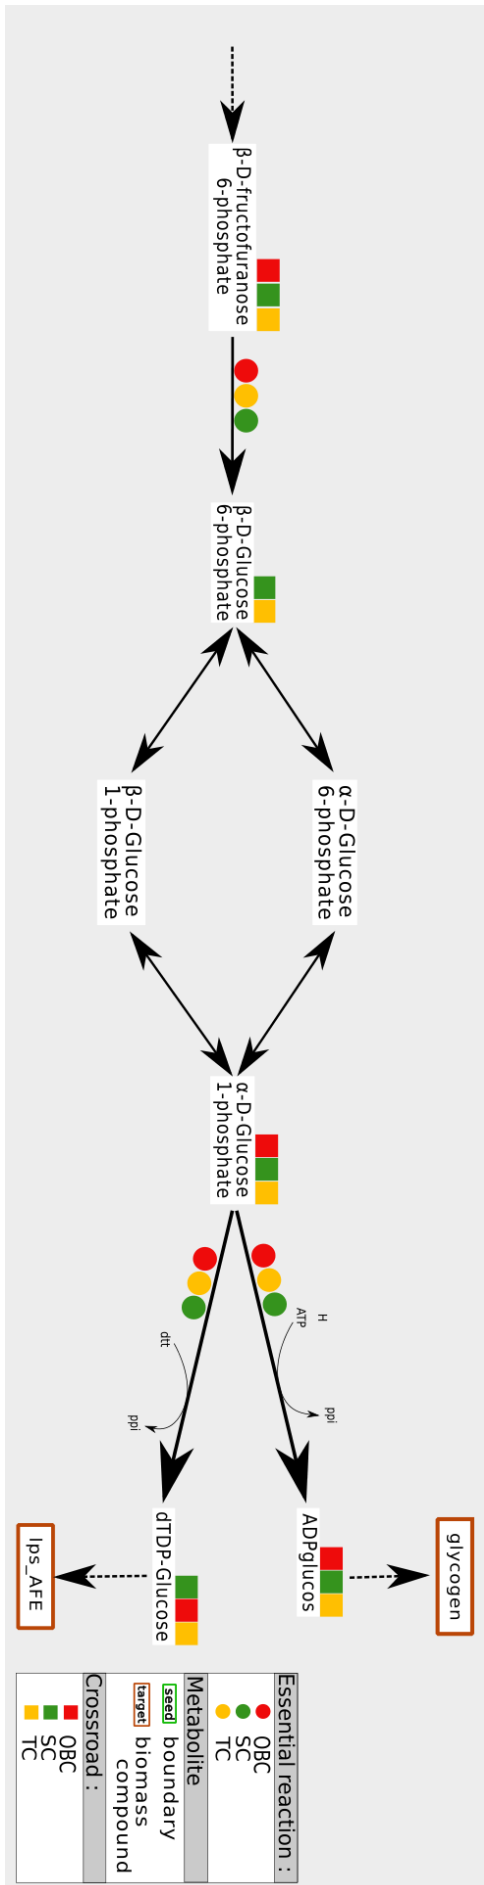 β-D-fructofuranose
6-phosphate
β-D-Glucose
6-phosphate
α-D-Glucose
6-phosphate
β-D-Glucose
1-phosphate
α-D-Glucose
1-phosphate
H
ATP
ppi
dtt
ppi
ADPglucos
dTDP-Glucose
glycogen
lps_AFE
Essential reaction :
OBC
SC
TC
Metabolite
seed boundary
target biomass
compound
Crossroad :
OBC
SC
TC